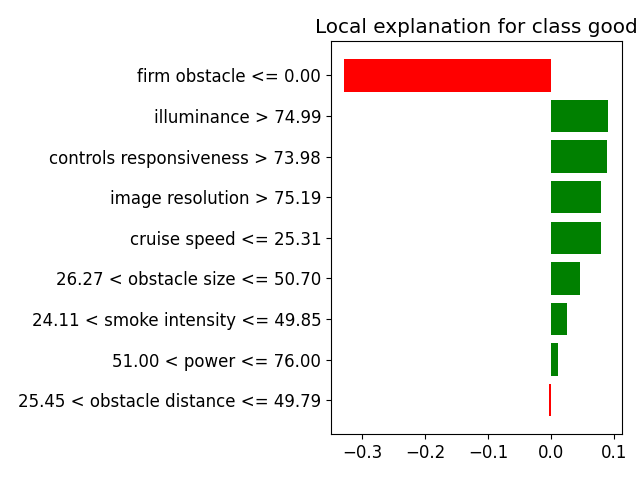 Local explanation for class good
firm obstacle <= 0.00
illuminance > 74.99
controls responsiveness > 73.98
image resolution > 75.19
cruise speed <= 25.31
26.27 < obstacle size <= 50.70
24.11 < smoke intensity <= 49.85
51.00 < power <= 76.00
25.45 < obstacle distance <= 49.79
−0.3 −0.2 −0.1 0.0 0.1